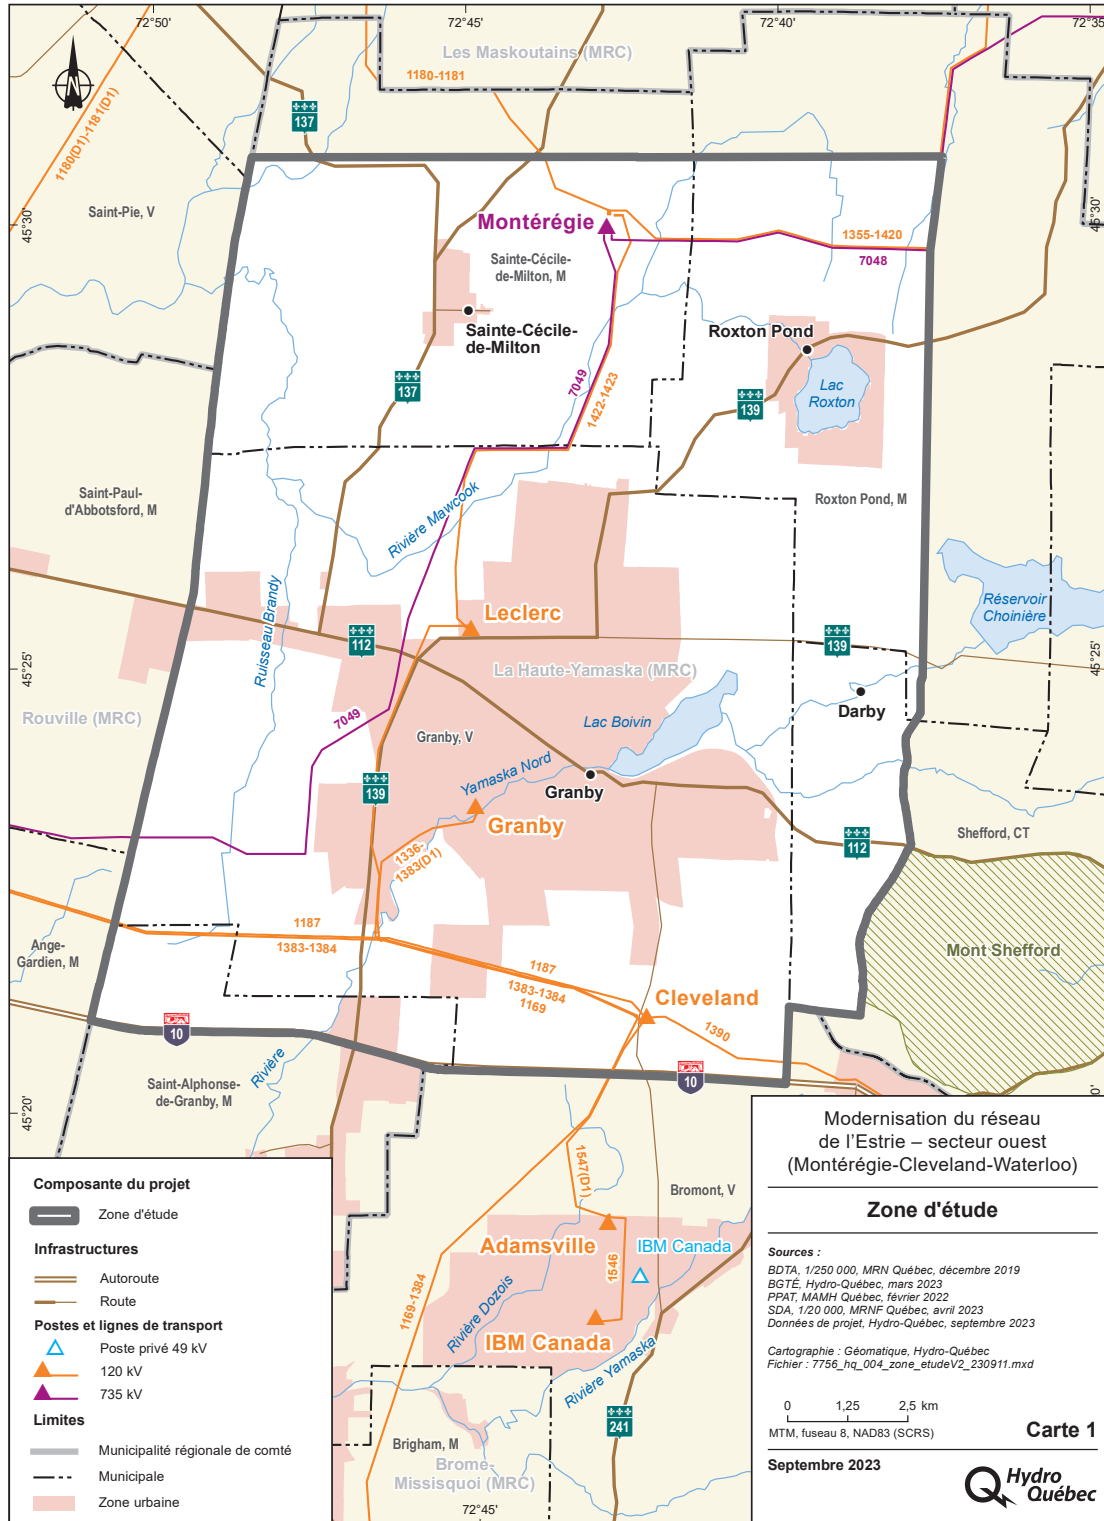 72°50'
72°45'
72°40'
72°35'
Les Maskoutains (MRC)
1180-1181
137
1180(D1)-1181(D1)
Saint-Pie, V
45°30'
45°30'
Montérégie
1355-1420
7048
Sainte-Cécile-
de-Milton, M
Sainte-Cécile-
de-Milton
Roxton Pond
Lac
Roxton
137
7049
1422-1423
139
Saint-Paul-
d'Abbotsford, M
Roxton Pond, M
Rivière Mawcook
Ruisseau Brandy
Réservoir
Choinière
Leclerc
112
139
45°25'
45°25'
La Haute-Yamaska (MRC)
Rouville (MRC)
7049
Granby, V
Lac Boivin
Darby
139
Yamaska Nord
Granby
Granby
1336-
1383(D1)
112
Shefford, CT
1187
1383-1384
Ange-
Gardien, M
Mont Shefford
1187
1383-1384
1169
Cleveland
1390
10
10
Rivière
Saint-Alphonse-
de-Granby, M
45°20'
1547(D1)
Bromont, V
Adamsville
IBM Canada
1546
1169-1384
Rivière Dozois
IBM Canada
Rivière Yamaska
241
Brigham, M
Brome-
Missisquoi (MRC)
72°45'
Composante du projet
Zone d'étude
Infrastructures
Autoroute
Route
Postes et lignes de transport
Poste privé 49 kV
120 kV
735 kV
Limites
Municipalité régionale de comté
Municipale
Zone urbaine
Modernisation du réseau
de l'Estrie – secteur ouest
(Montérégie-Cleveland-Waterloo)
Zone d'étude
Sources :
BDTA, 1/250 000, MRN Québec, décembre 2019
BGTÉ, Hydro-Québec, mars 2023
PPAT, MAMH Québec, février 2022
SDA, 1/20 000, MRNF Québec, avril 2023
Données de projet, Hydro-Québec, septembre 2023
Cartographie : Géomatique, Hydro-Québec
Fichier : 7756_hq_004_zone_etudeV2_230911.mxd
0 1,25 2,5 km
MTM, fuseau 8, NAD83 (SCRS)
Carte 1
Septembre 2023
Hydro
Québec